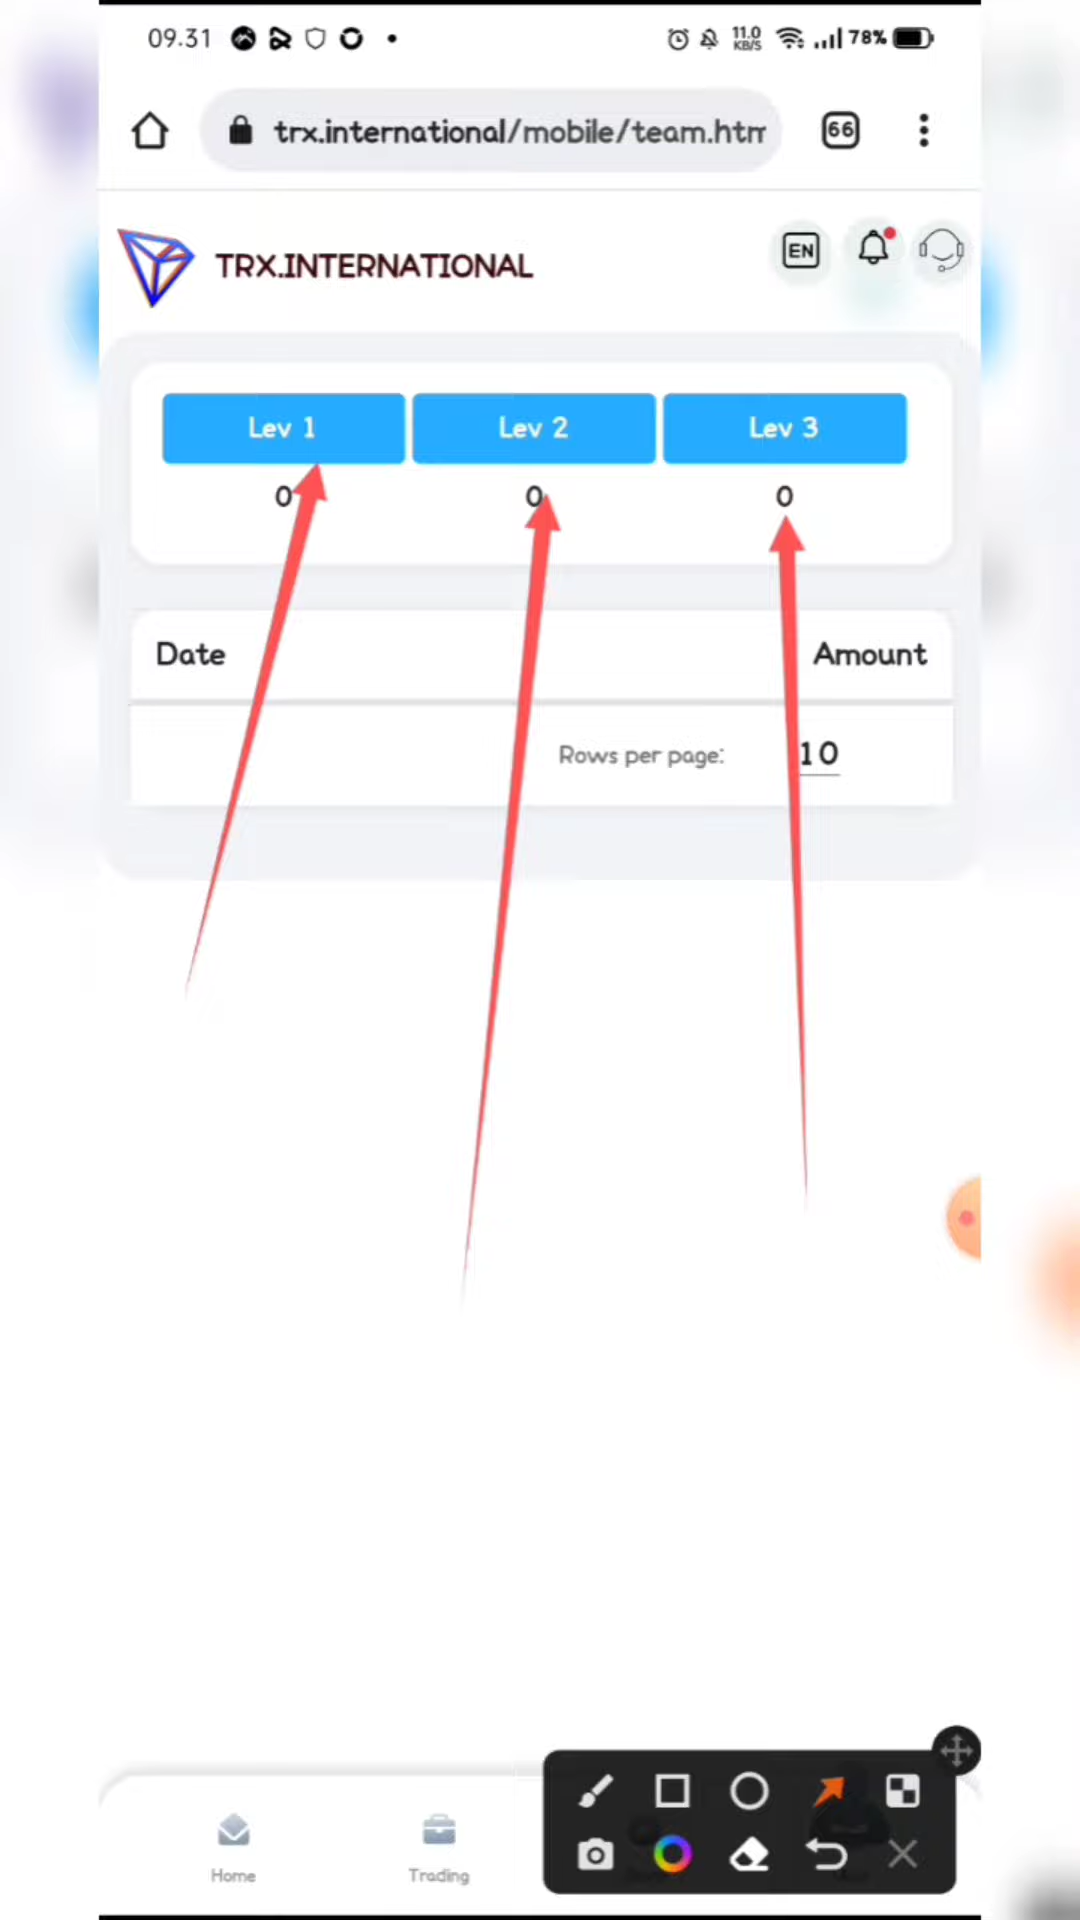 09.31
11.0
KB/S
78%
trx.international/mobile/team.htm
66
TRX.INTERNATIONAL
EN
Lev 1 Lev 2 Lev 3
0 0 0
Date Amount
Rows per page: 10
Home Trading